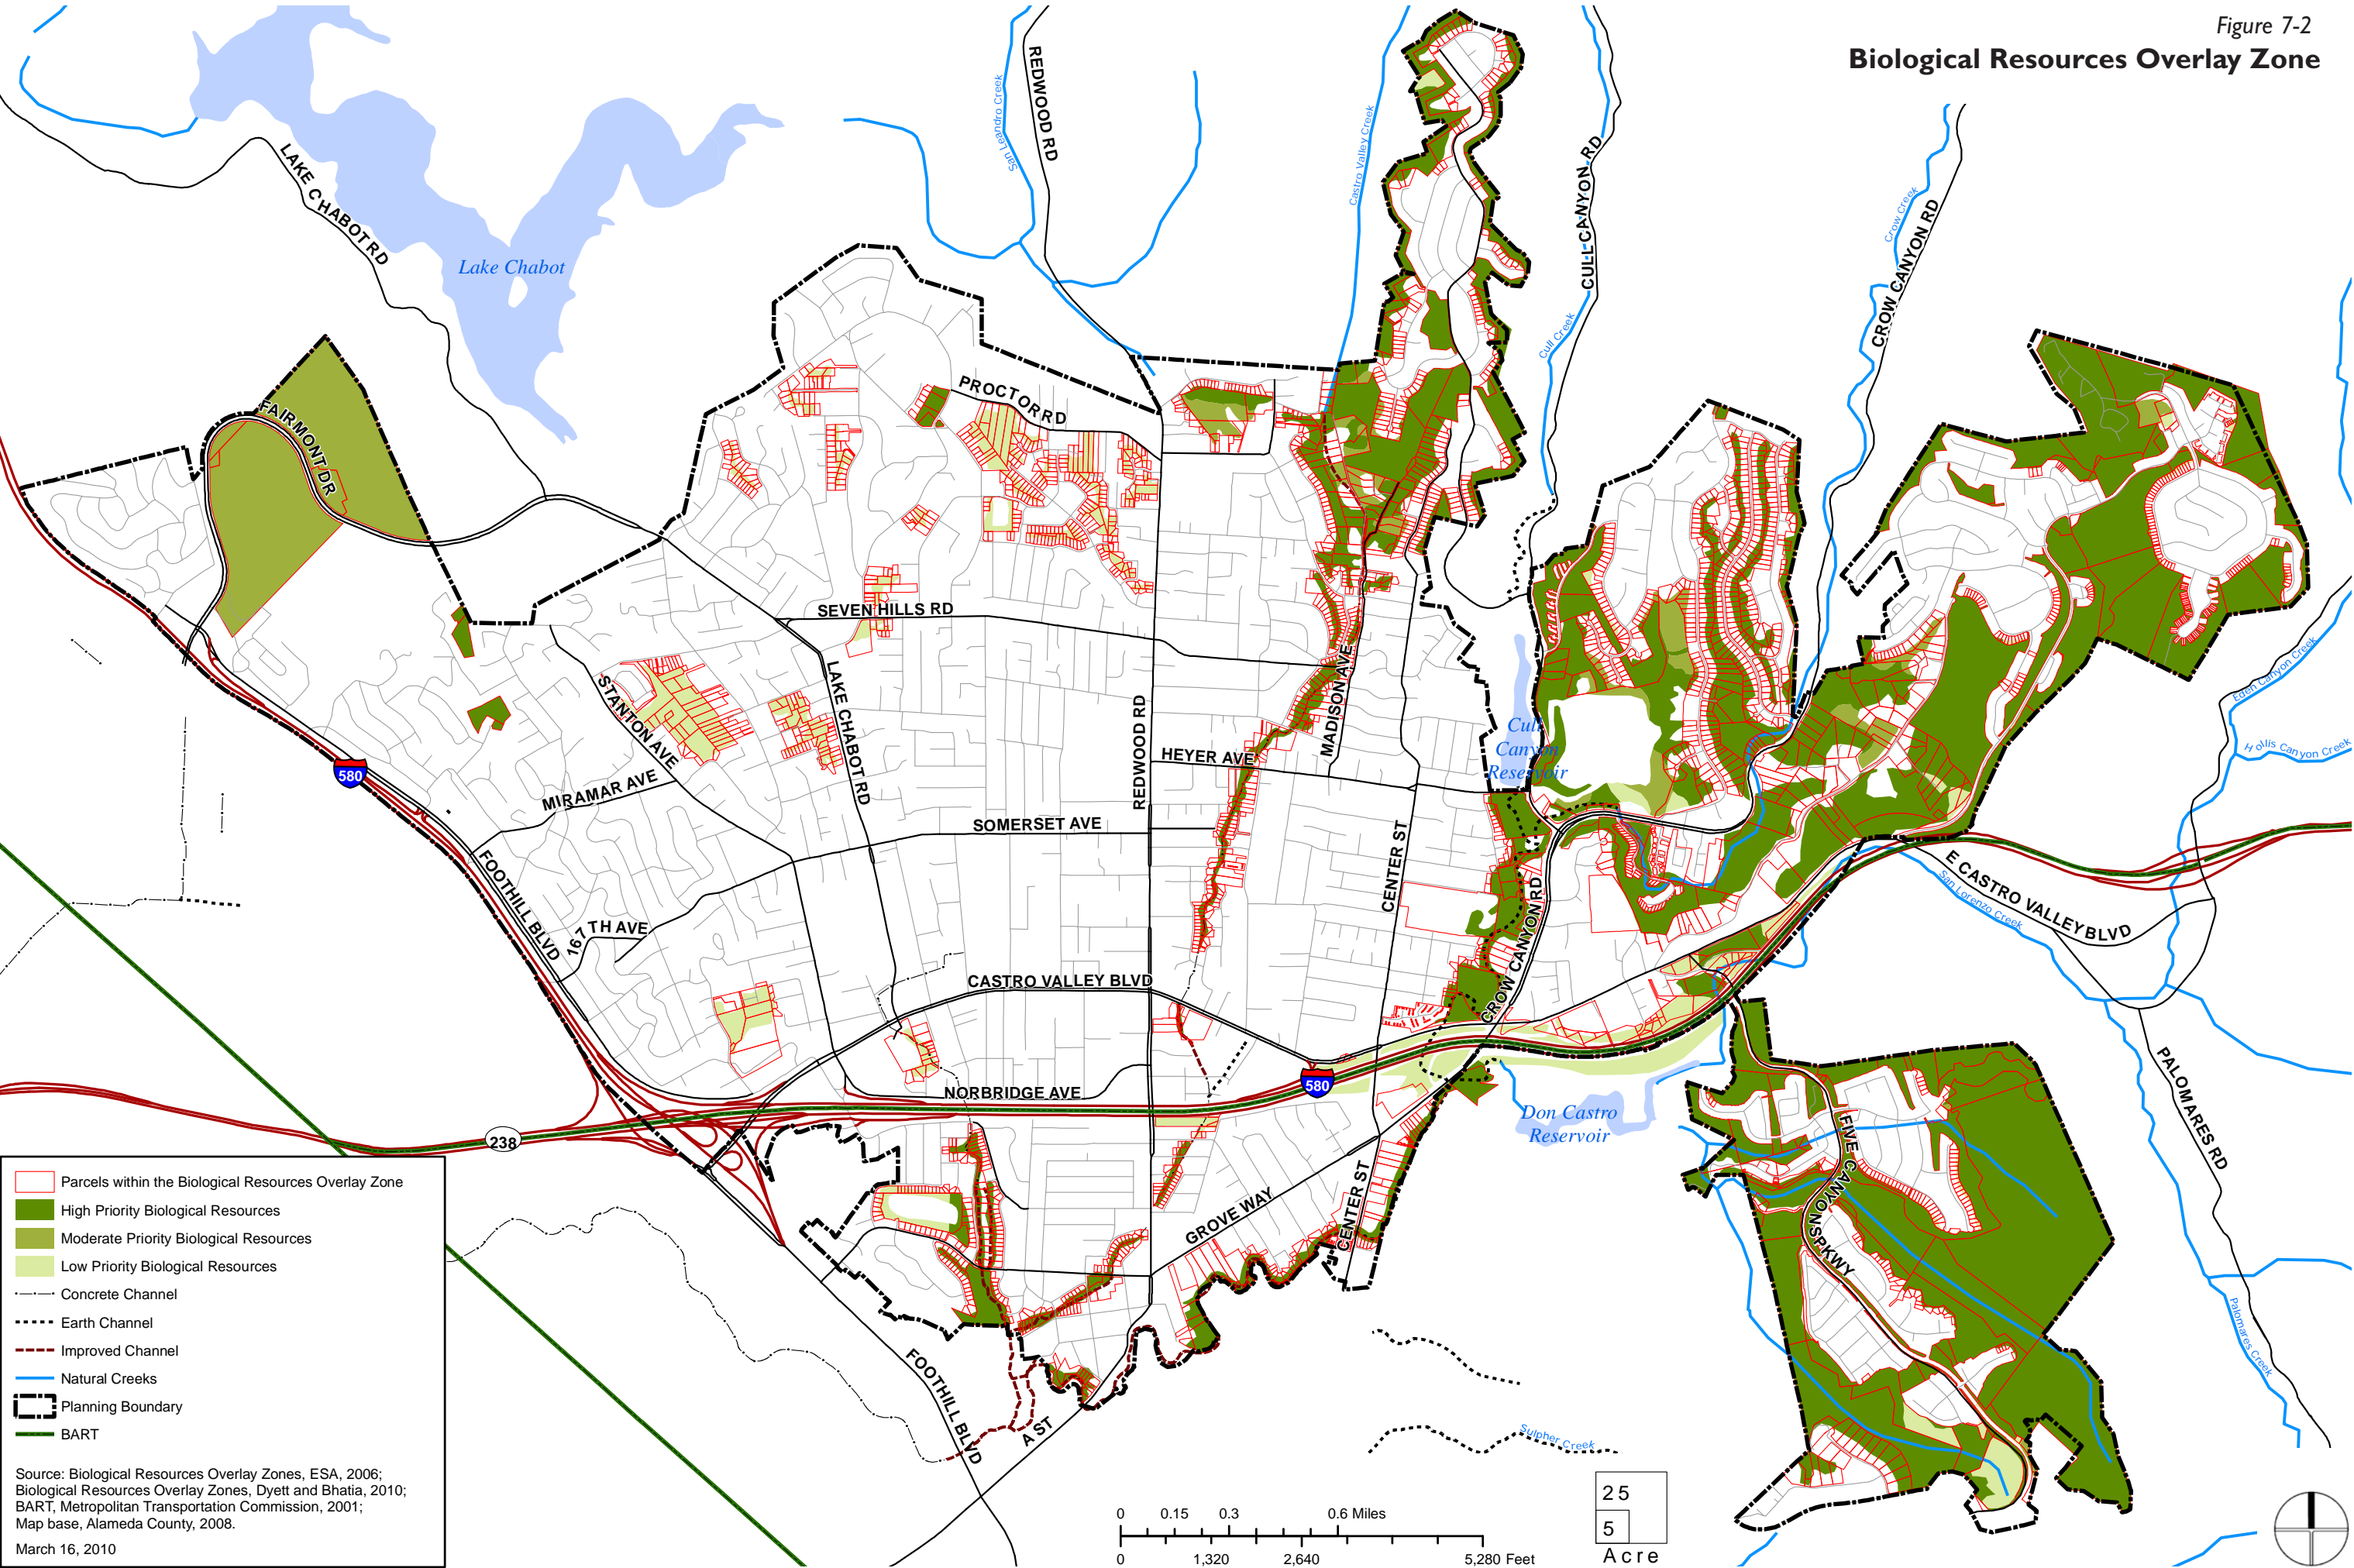 Figure 7-2
Biological Resources Overlay Zone
REDWOOD RD
San Leandro Creek
Castro Valley Creek
CULL CANYON RD
Crow Creek
CROW CANYON RD
LAKE CHABOT RD
Lake Chabot
Cull Creek
PROCTOR RD
FAIRMONT DR
SEVEN HILLS RD
STANTON AVE
LAKE CHABOT RD
MADISON AVE
REDWOOD RD
HEYER AVE
Cull
Canyon
Reservoir
Eden Canyon Creek
Hollis Canyon Creek
580
MIRAMAR AVE
SOMERSET AVE
CENTER ST
FOOTHILL BLVD
167TH AVE
CROW CANYON RD
E CASTRO VALLEY BLVD
San Lorenzo Creek
CASTRO VALLEY BLVD
NORBRIDGE AVE
580
238
Don Castro
Reservoir
PALOMARES RD
FIVE CANYONS PKWY
GROVE WAY
CENTER ST
Palomares Creek
FOOTHILL BLVD
A ST
Sulpher Creek
Parcels within the Biological Resources Overlay Zone
High Priority Biological Resources
Moderate Priority Biological Resources
Low Priority Biological Resources
Concrete Channel
Earth Channel
Improved Channel
Natural Creeks
Planning Boundary
BART
Source: Biological Resources Overlay Zones, ESA, 2006;
Biological Resources Overlay Zones, Dyett and Bhatia, 2010;
BART, Metropolitan Transportation Commission, 2001;
Map base, Alameda County, 2008.
March 16, 2010
0 0.15 0.3 0.6 Miles
0 1,320 2,640 5,280 Feet
25
5
Acre